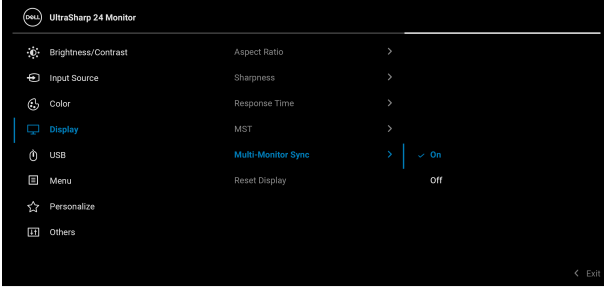 DELL UltraSharp 24 Monitor
Brightness/Contrast Aspect Ratio
Input Source Sharpness
Color Response Time
Display MST
USB Multi-Monitor Sync On
Menu Reset Display Off
Personalize
Others
Exit